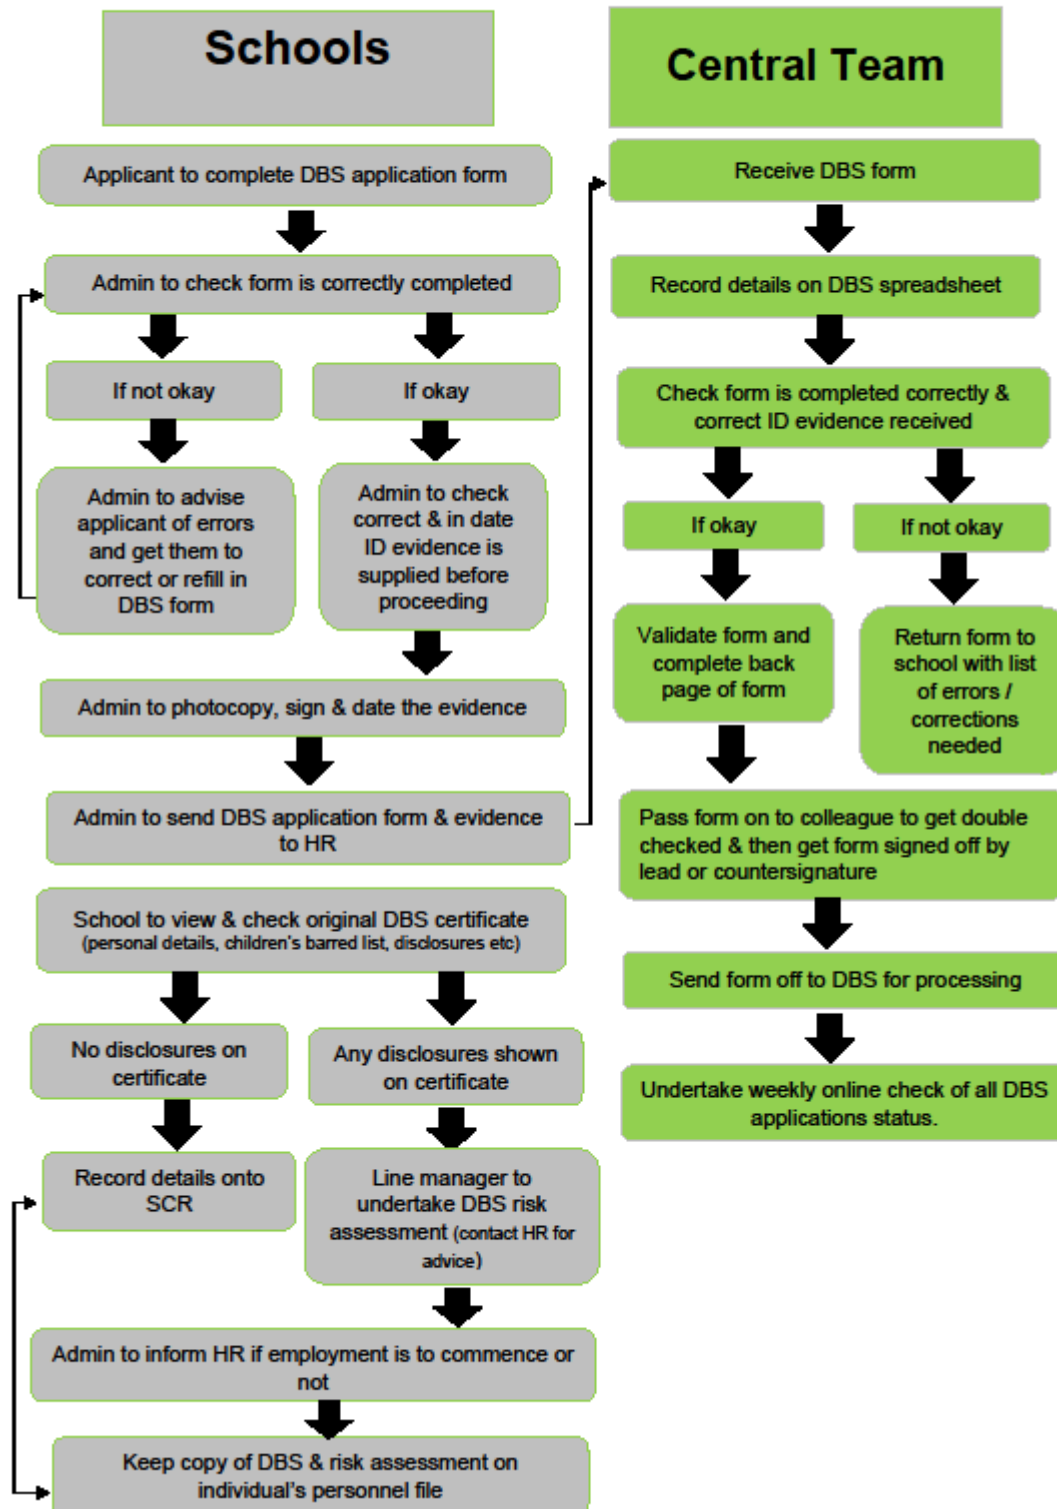 Schools
Applicant to complete DBS application form
Admin to check form is correctly completed
If not okay
If okay
Admin to advise
applicant of errors
and get them to
correct or refill in
DBS form
Admin to check
correct & in date
ID evidence is
supplied before
proceeding
Admin to photocopy, sign & date the evidence
Admin to send DBS application form & evidence
to HR
School to view & check original DBS certificate
(personal details, children's barred list, disclosures etc)
No disclosures on
certificate
Any disclosures shown
on certificate
Record details onto
SCR
Line manager to
undertake DBS risk
assessment (contact HR for
advice)
Admin to inform HR if employment is to commence or
not
Keep copy of DBS & risk assessment on
individual's personnel file
Central Team
Receive DBS form
Record details on DBS spreadsheet
Check form is completed correctly &
correct ID evidence received
If okay
If not okay
Validate form and
complete back
page of form
Return form to
school with list
of errors /
corrections
needed
Pass form on to colleague to get double
checked & then get form signed off by
lead or countersignature
Send form off to DBS for processing
Undertake weekly online check of all DBS
applications status.